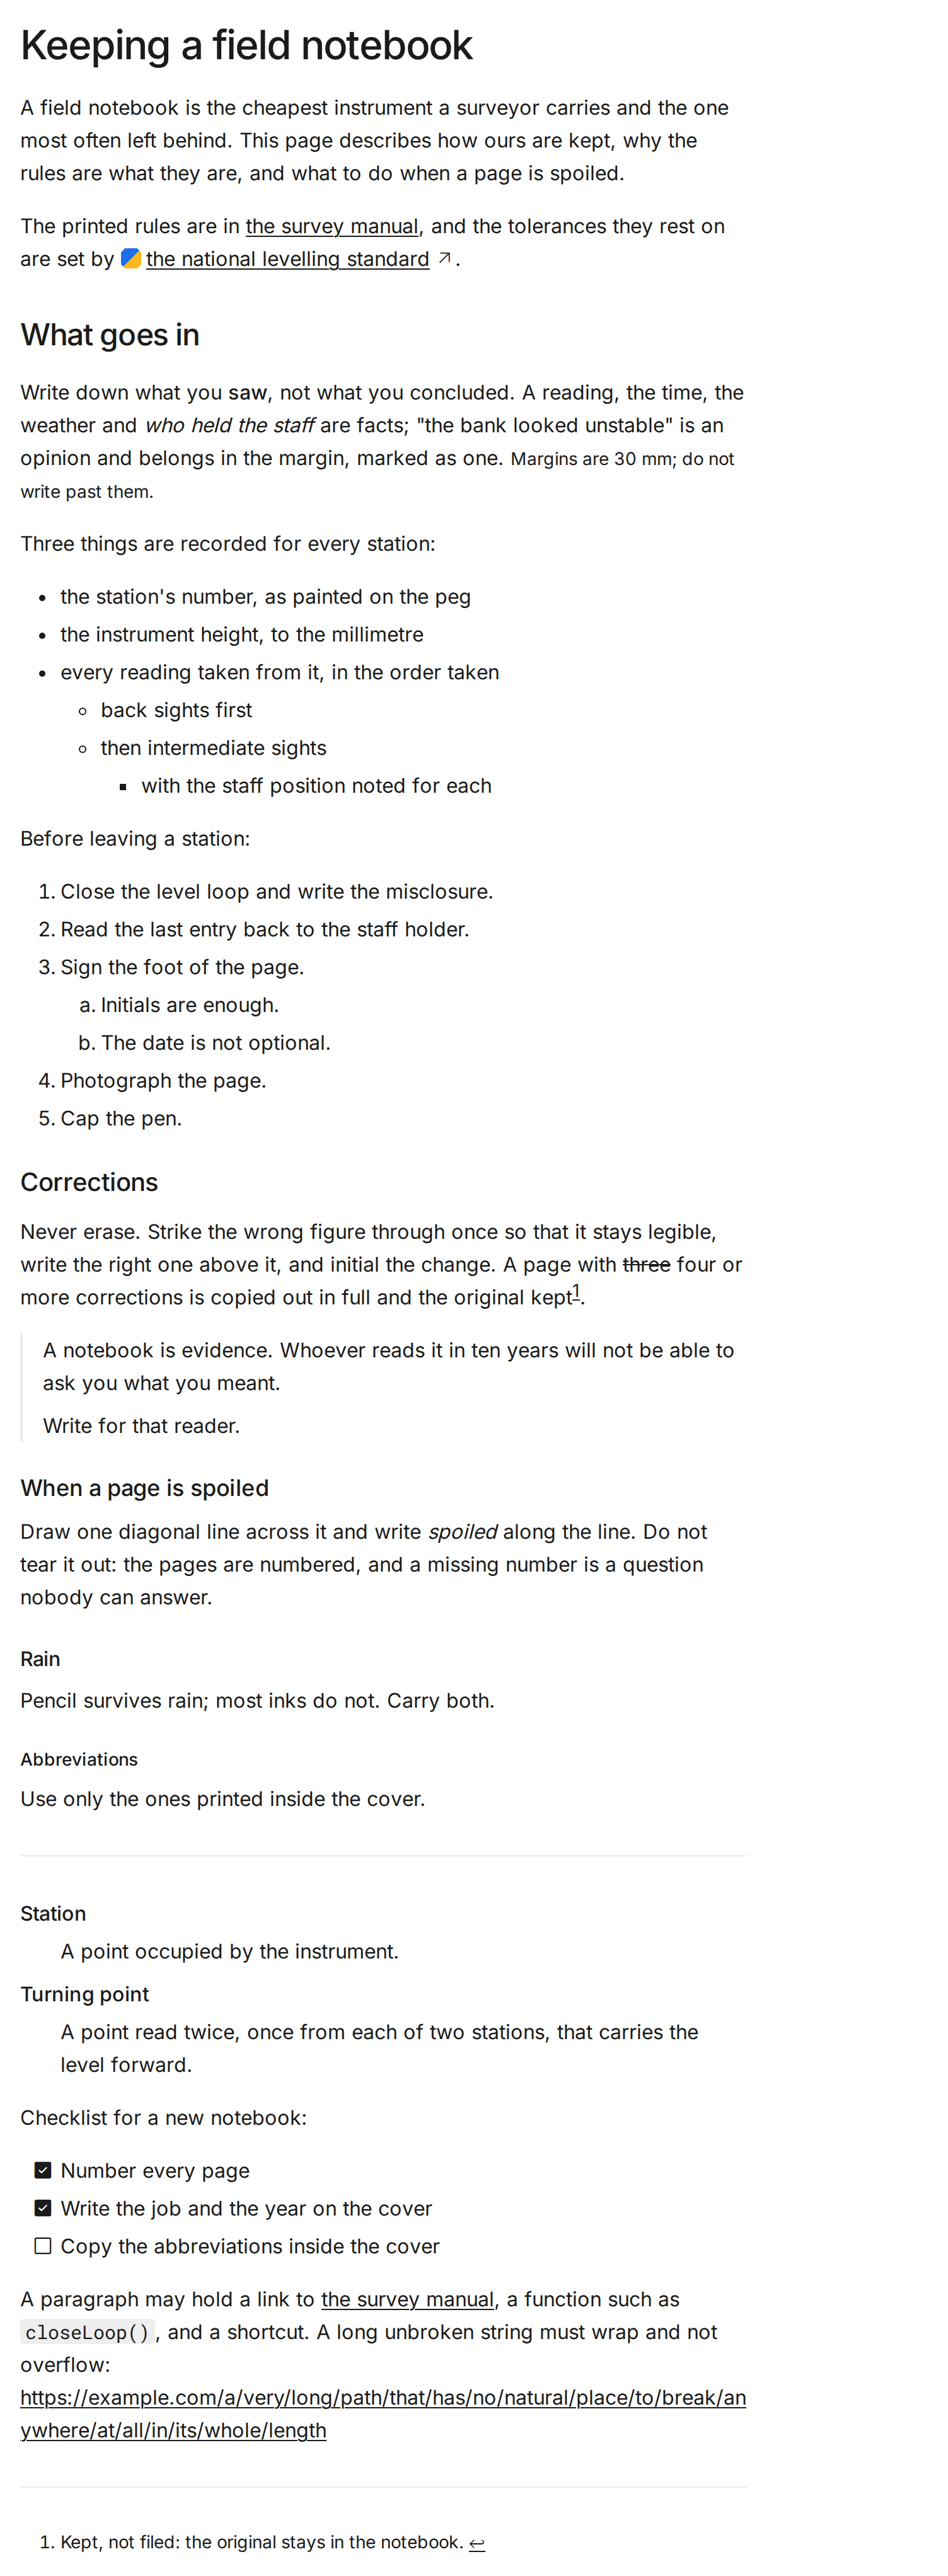 Keeping a field notebook
A field notebook is the cheapest instrument a surveyor carries and the one
most often left behind. This page describes how ours are kept, why the
rules are what they are, and what to do when a page is spoiled.
The printed rules are in the survey manual, and the tolerances they rest on
are set by the national levelling standard ↗.
What goes in
Write down what you saw, not what you concluded. A reading, the time, the
weather and who held the staff are facts; "the bank looked unstable" is an
opinion and belongs in the margin, marked as one. Margins are 30 mm; do not
write past them.
Three things are recorded for every station:
• the station's number, as painted on the peg
• the instrument height, to the millimetre
• every reading taken from it, in the order taken
◦ back sights first
◦ then intermediate sights
▪ with the staff position noted for each
Before leaving a station:
1. Close the level loop and write the misclosure.
2. Read the last entry back to the staff holder.
3. Sign the foot of the page.
a. Initials are enough.
b. The date is not optional.
4. Photograph the page.
5. Cap the pen.
Corrections
Never erase. Strike the wrong figure through once so that it stays legible,
write the right one above it, and initial the change. A page with three four or
more corrections is copied out in full and the original kept1.
A notebook is evidence. Whoever reads it in ten years will not be able to
ask you what you meant.
Write for that reader.
When a page is spoiled
Draw one diagonal line across it and write spoiled along the line. Do not
tear it out: the pages are numbered, and a missing number is a question
nobody can answer.
Rain
Pencil survives rain; most inks do not. Carry both.
Abbreviations
Use only the ones printed inside the cover.
Station
A point occupied by the instrument.
Turning point
A point read twice, once from each of two stations, that carries the
level forward.
Checklist for a new notebook:
Number every page
Write the job and the year on the cover
Copy the abbreviations inside the cover
A paragraph may hold a link to the survey manual, a function such as
closeLoop(), and a shortcut. A long unbroken string must wrap and not
overflow:
https://example.com/a/very/long/path/that/has/no/natural/place/to/break/an
ywhere/at/all/in/its/whole/length
1. Kept, not filed: the original stays in the notebook. ↩